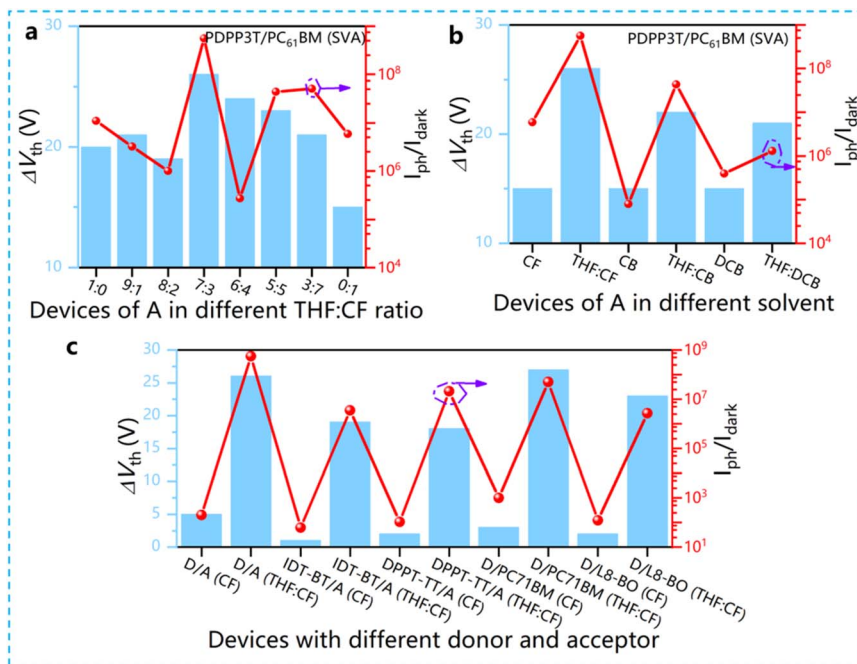 a
PDPP3T/PC61BM (SVA)
30
20
10
ΔVth (V)
10^8
10^6
10^4
Iph/Idark
1:0
9:1
8:2
7:3
6:4
5:5
3:7
0:1
Devices of A in different THF:CF ratio
b
PDPP3T/PC61BM (SVA)
30
20
10
ΔVth (V)
10^8
10^6
10^4
Iph/Idark
CF
THF:CF
CB
THF:CB
DCB
THF:DCB
Devices of A in different solvent
c
30
25
20
15
10
5
0
ΔVth (V)
10^9
10^7
10^5
10^3
10^1
Iph/Idark
D/A (CF)
D/A (THF:CF)
IDT-BT/A (CF)
IDT-BT/A (THF:CF)
DPPT-TT/A (CF)
DPPT-TT/A (THF:CF)
D/PC71BM (CF)
D/PC71BM (THF:CF)
D/L8-BO (CF)
D/L8-BO (THF:CF)
Devices with different donor and acceptor